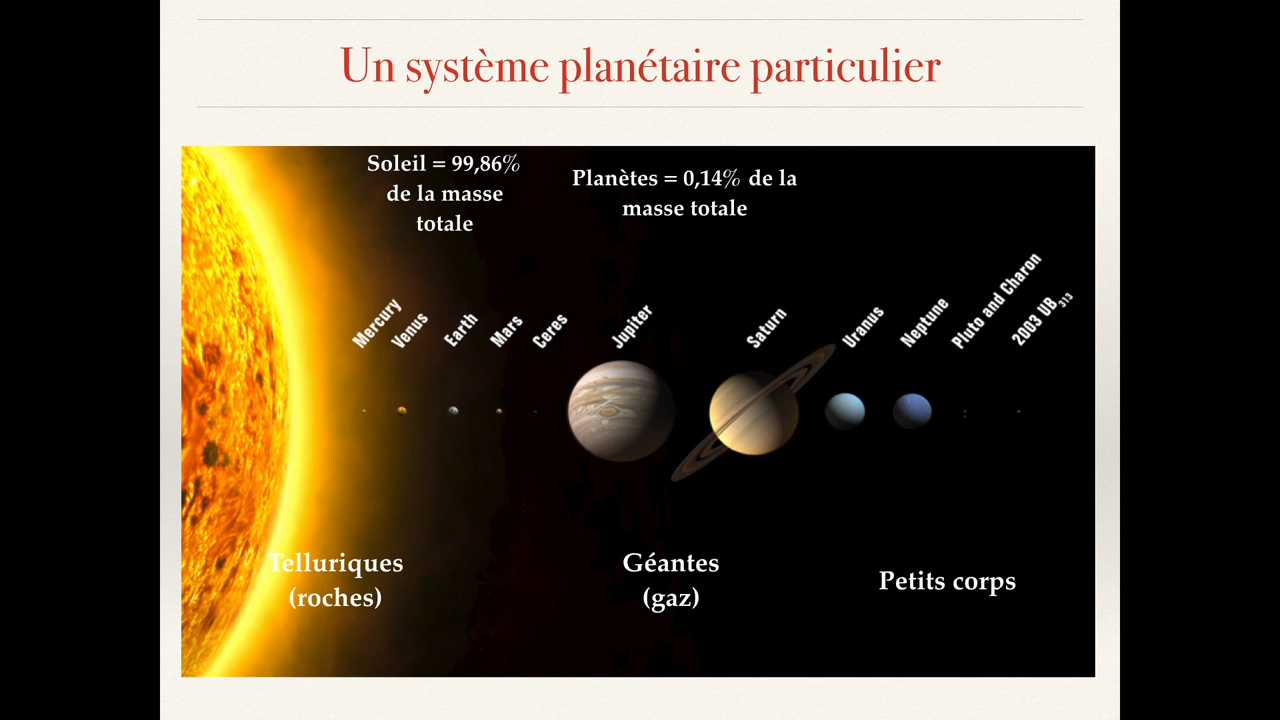 Un système planétaire particulier
Soleil = 99,86%
de la masse
totale
Planètes = 0,14% de la
masse totale
Mercury
Venus
Earth
Mars
Ceres
Jupiter
Saturn
Uranus
Neptune
Pluto and Charon
2003 UB313
Telluriques
(roches)
Géantes
(gaz)
Petits corps